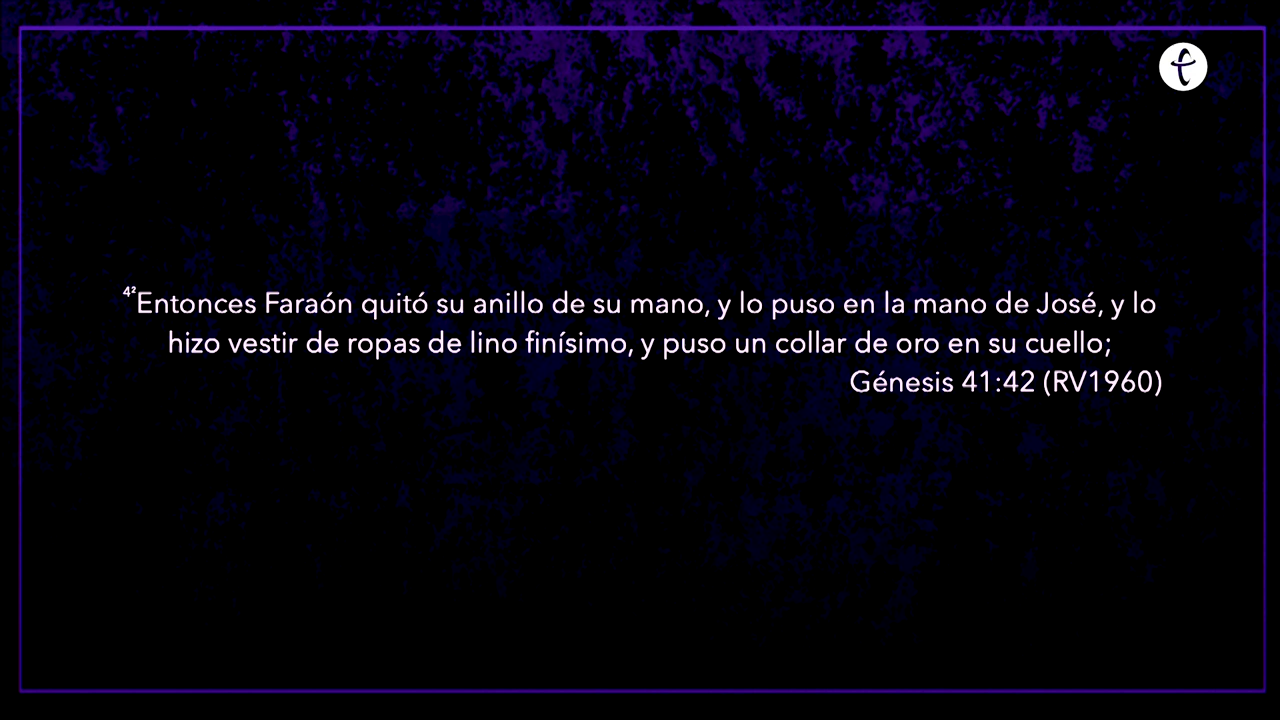 ⁴²Entonces Faraón quitó su anillo de su mano, y lo puso en la mano de José, y lo
hizo vestir de ropas de lino finísimo, y puso un collar de oro en su cuello;
Génesis 41:42 (RV1960)